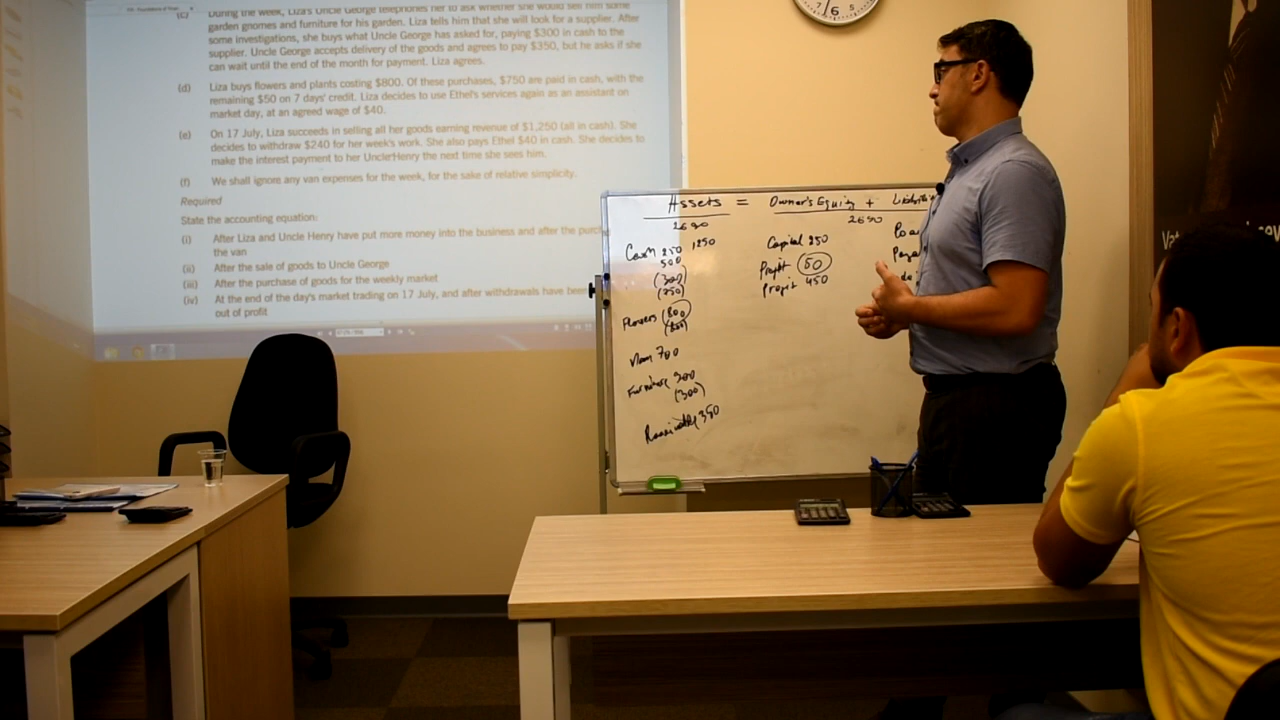 (c) During the week, Liza's Uncle George telephones her to ask whether she would sell him some
garden gnomes and furniture for his garden. Liza tells him that she will look for a supplier. After
some investigations, she buys what Uncle George has asked for, paying $300 in cash to the
supplier. Uncle George accepts delivery of the goods and agrees to pay $350, but he asks if she
can wait until the end of the month for payment. Liza agrees.
(d) Liza buys flowers and plants costing $800. Of these purchases, $750 are paid in cash, with the
remaining $50 on 7 days' credit. Liza decides to use Ethel's services again as an assistant on
market day, at an agreed wage of $40.
(e) On 17 July, Liza succeeds in selling all her goods earning revenue of $1,250 (all in cash). She
decides to withdraw $240 for her week's work. She also pays Ethel $40 in cash. She decides to
make the interest payment to her Uncle Henry the next time she sees him.
(f) We shall ignore any van expenses for the week, for the sake of relative simplicity.
Required
State the accounting equation:
(i) After Liza and Uncle Henry have put more money into the business and after the purch
the van
(ii) After the sale of goods to Uncle George
(iii) After the purchase of goods for the weekly market
(iv) At the end of the day's market trading on 17 July, and after withdrawals have been
out of profit
Assets = Owner's Equity +
2690 2690
Cash 250 1250
500
(300)
(750)
Flowers (800)
Van 700
Furniture 300
(300)
Receivable 350
Capital 250
Profit 50
Profit 450
7 6 5